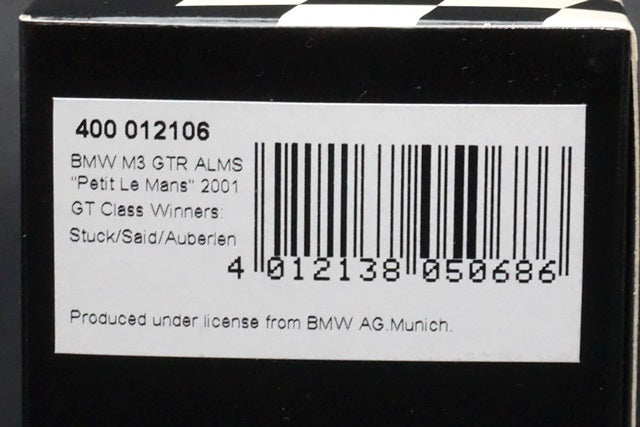 400 012106
BMW M3 GTR ALMS
"Petit Le Mans" 2001
GT Class Winners:
Stuck/Said/Auberlen
4 012138 050686
Produced under license from BMW AG.Munich.